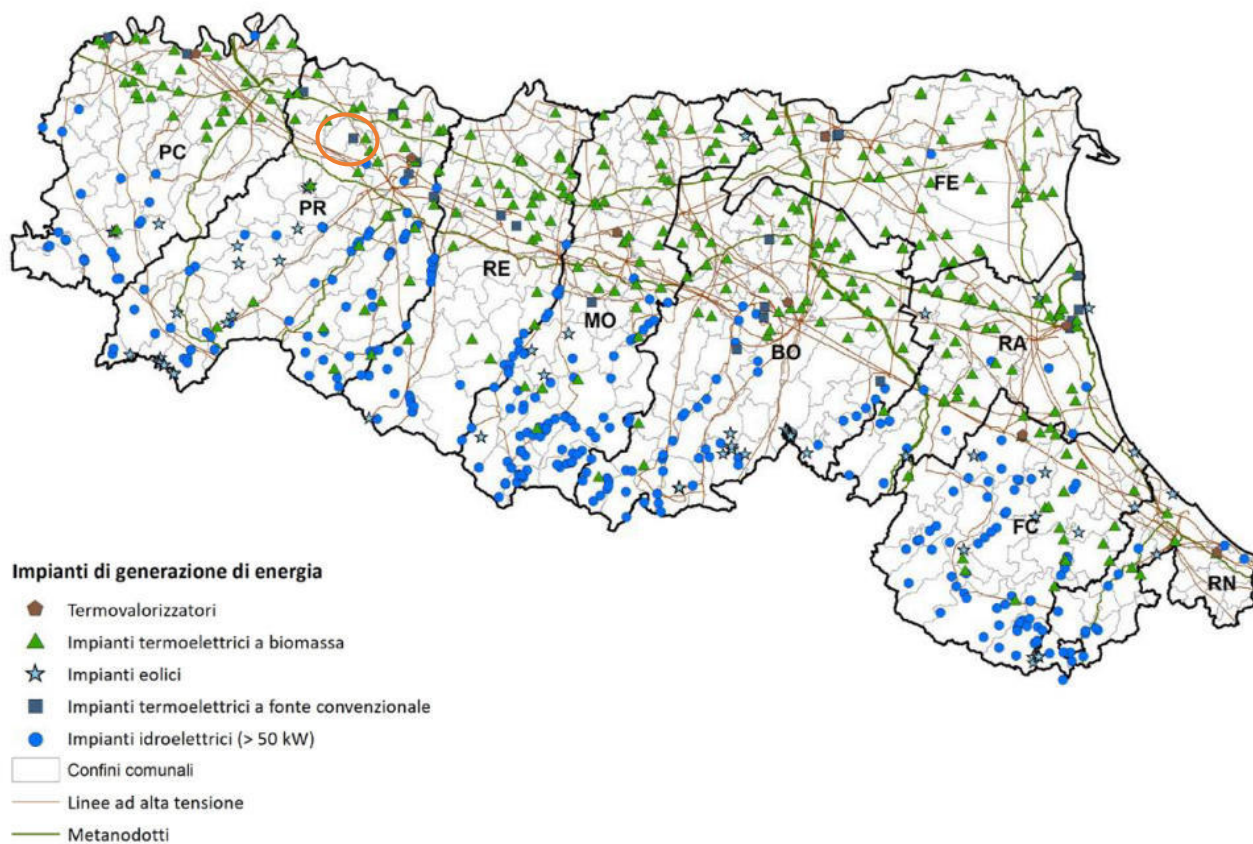 PC
PR
RE
MO
BO
FE
RA
FC
RN
Impianti di generazione di energia
Termovalorizzatori
Impianti termoelettrici a biomassa
Impianti eolici
Impianti termoelettrici a fonte convenzionale
Impianti idroelettrici (> 50 kW)
Confini comunali
Linee ad alta tensione
Metanodotti